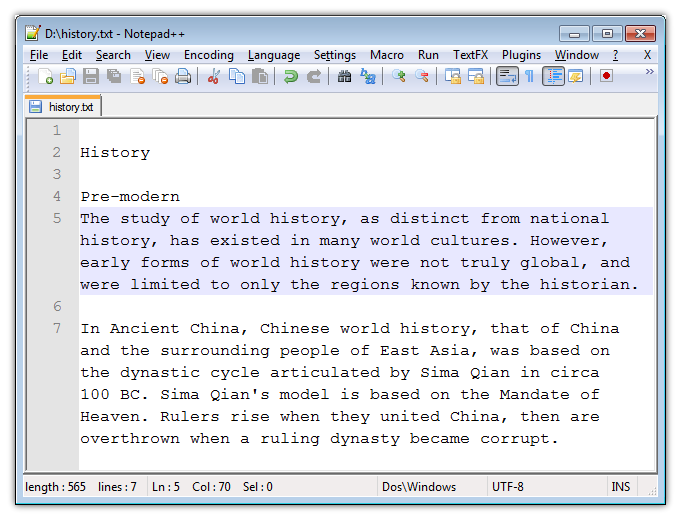 D:\history.txt - Notepad++
File Edit Search View Encoding Language Settings Macro Run TextFX Plugins Window ? X
»
history.txt
1
2 History
3
4 Pre-modern
5 The study of world history, as distinct from national
history, has existed in many world cultures. However,
early forms of world history were not truly global, and
were limited to only the regions known by the historian.
6
7 In Ancient China, Chinese world history, that of China
and the surrounding people of East Asia, was based on
the dynastic cycle articulated by Sima Qian in circa
100 BC. Sima Qian's model is based on the Mandate of
Heaven. Rulers rise when they united China, then are
overthrown when a ruling dynasty became corrupt.
length : 565 lines : 7 Ln : 5 Col : 70 Sel : 0 Dos\Windows UTF-8 INS